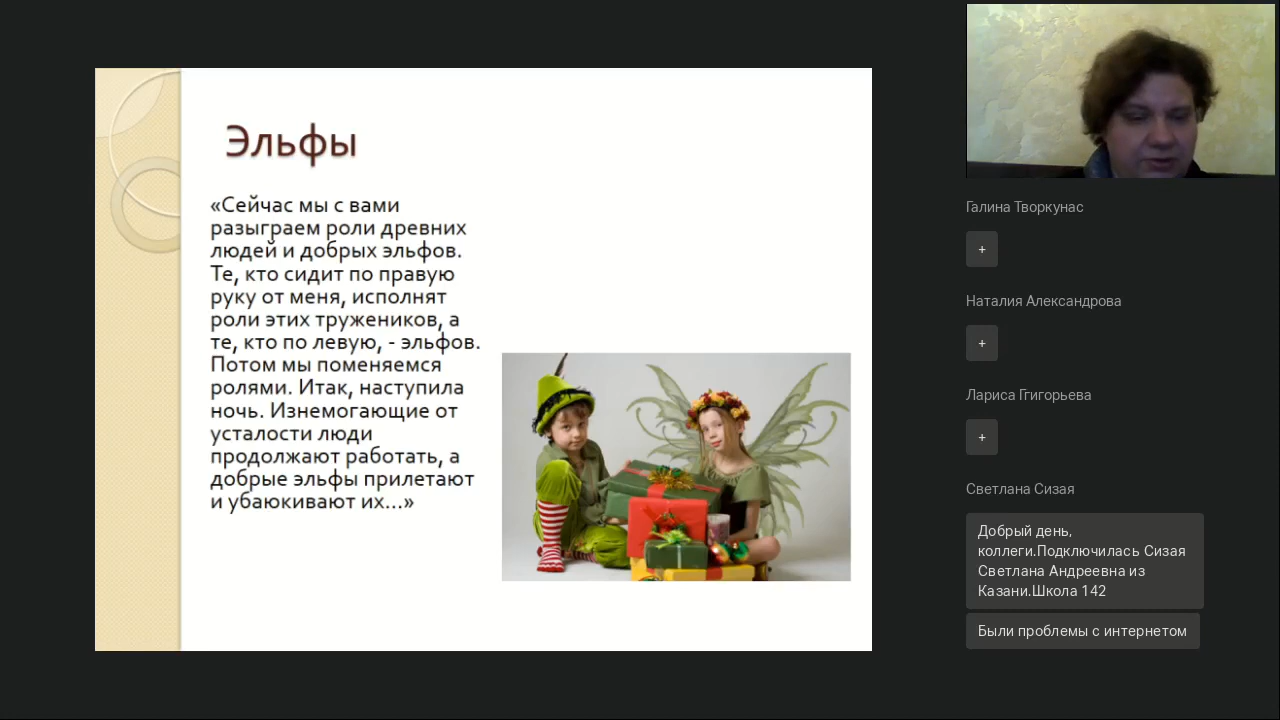 Эльфы
«Сейчас мы с вами
разыграем роли древних
людей и добрых эльфов.
Те, кто сидит по правую
руку от меня, исполнят
роли этих тружеников, а
те, кто по левую, - эльфов.
Потом мы поменяемся
ролями. Итак, наступила
ночь. Изнемогающие от
усталости люди
продолжают работать, а
добрые эльфы прилетают
и убаюкивают их...»
Галина Творкунас
+
Наталия Александрова
+
Лариса Ггигорьева
+
Светлана Сизая
Добрый день,
коллеги.Подключилась Сизая
Светлана Андреевна из
Казани.Школа 142
Были проблемы с интернетом